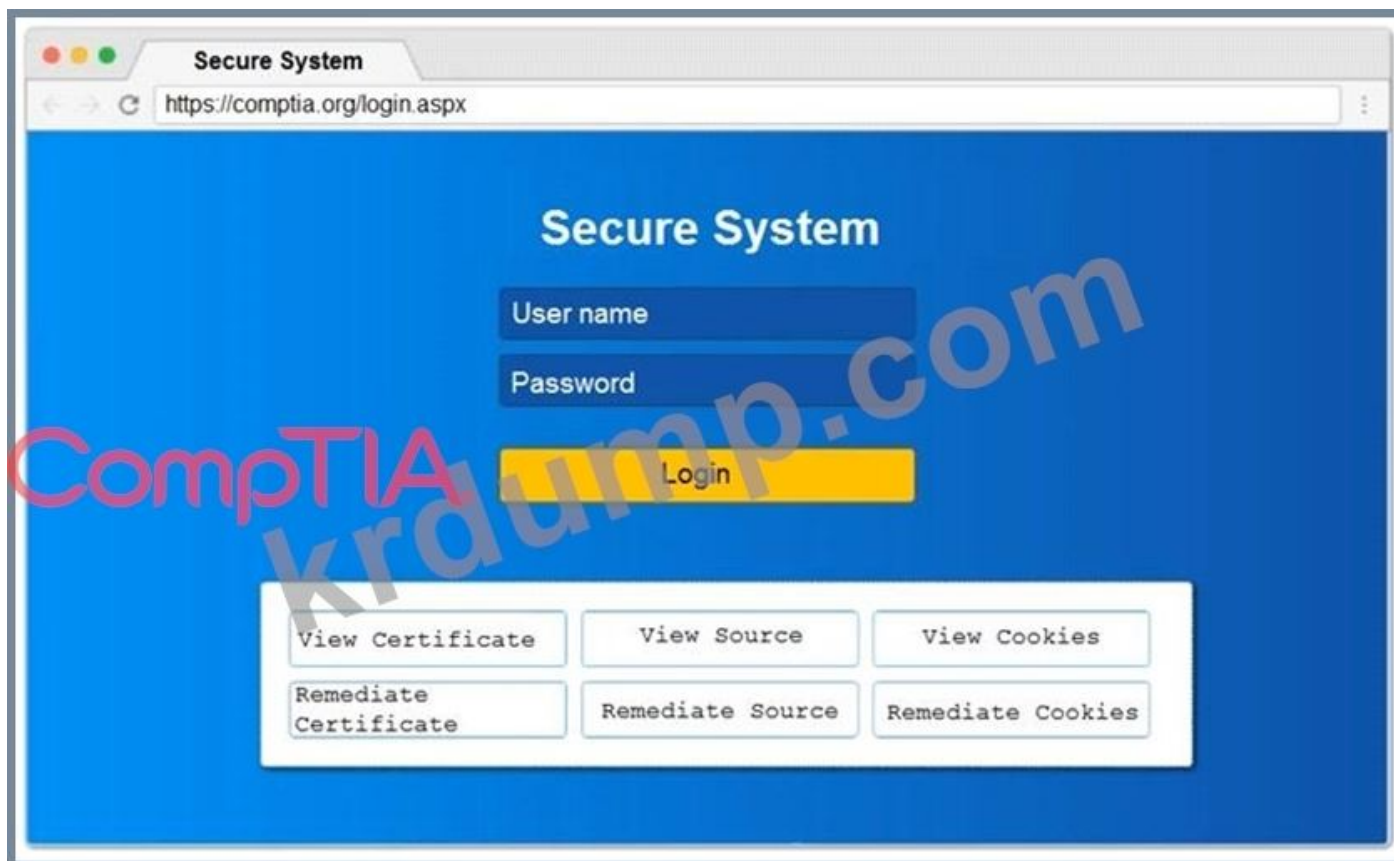 Secure System
https://comptia.org/login.aspx
Secure System
User name
Password
Login
CompTIA
krdump.com
View Certificate
View Source
View Cookies
Remediate
Certificate
Remediate Source
Remediate Cookies